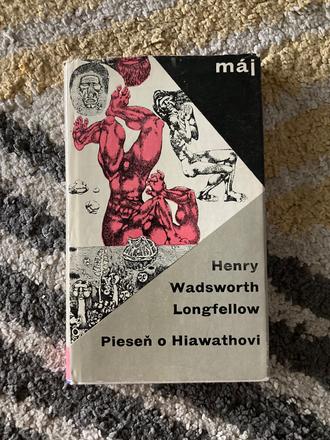 máj
Henry
Wadsworth
Longfellow
Pieseň o Hiawathovi